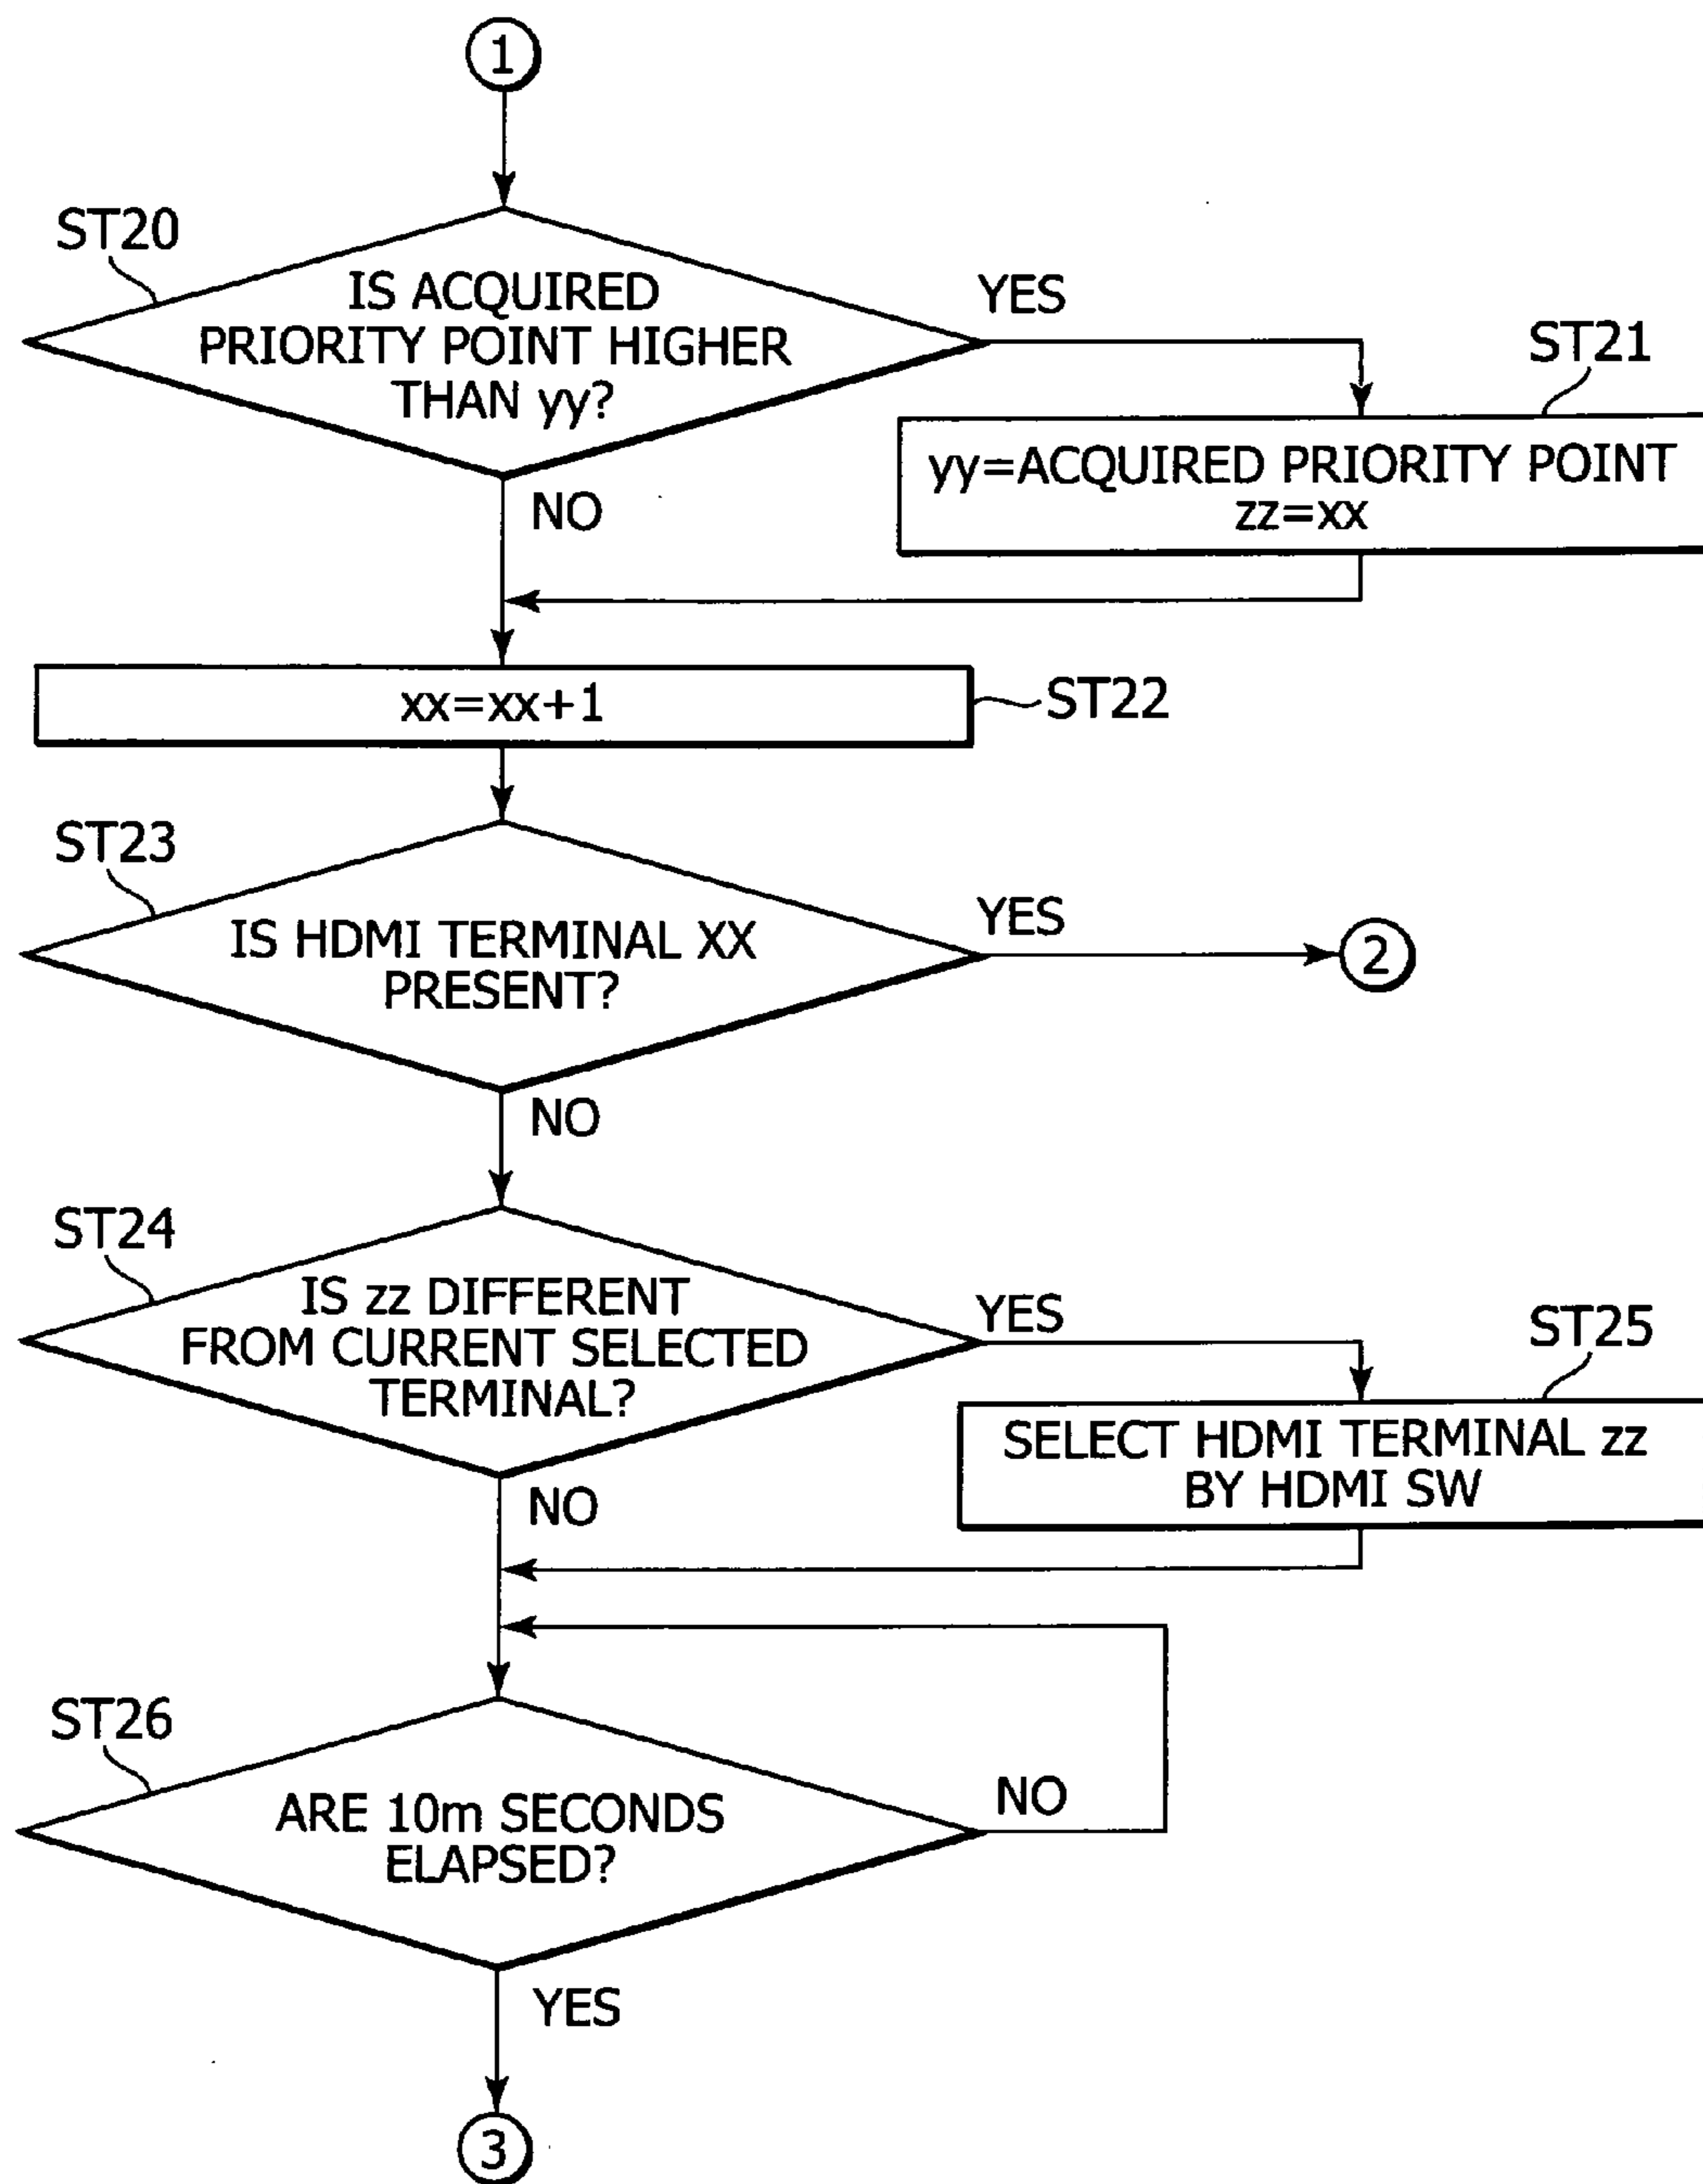 1
ST20
IS ACQUIRED
PRIORITY POINT HIGHER
THAN yy?
YES
NO
ST21
yy=ACQUIRED PRIORITY POINT
zz=xx
xx=xx+1
ST22
ST23
IS HDMI TERMINAL XX
PRESENT?
YES
2
NO
ST24
IS zz DIFFERENT
FROM CURRENT SELECTED
TERMINAL?
YES
NO
ST25
SELECT HDMI TERMINAL zz
BY HDMI SW
ST26
ARE 10m SECONDS
ELAPSED?
NO
YES
3